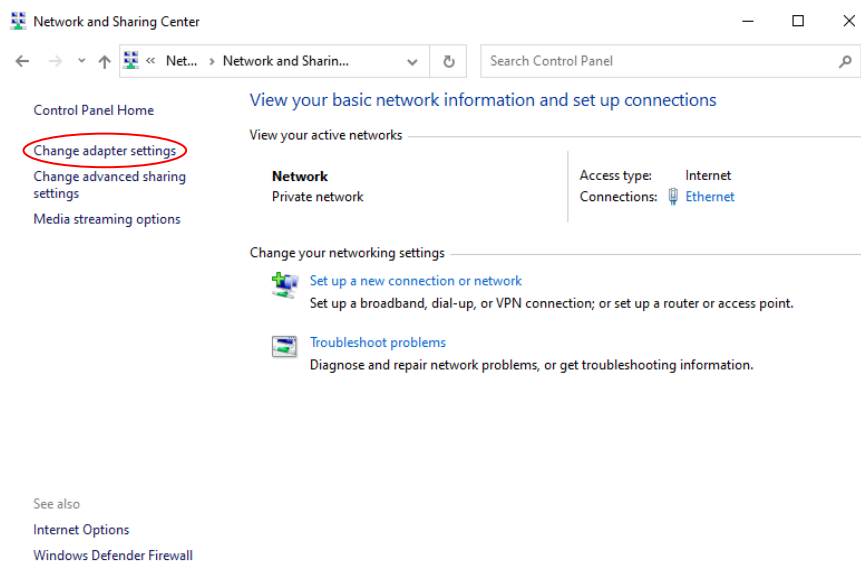 Network and Sharing Center
« Net... › Network and Sharin...
Search Control Panel
Control Panel Home
Change adapter settings
Change advanced sharing
settings
Media streaming options
View your basic network information and set up connections
View your active networks
Network
Private network
Access type: Internet
Connections: Ethernet
Change your networking settings
Set up a new connection or network
Set up a broadband, dial-up, or VPN connection; or set up a router or access point.
Troubleshoot problems
Diagnose and repair network problems, or get troubleshooting information.
See also
Internet Options
Windows Defender Firewall